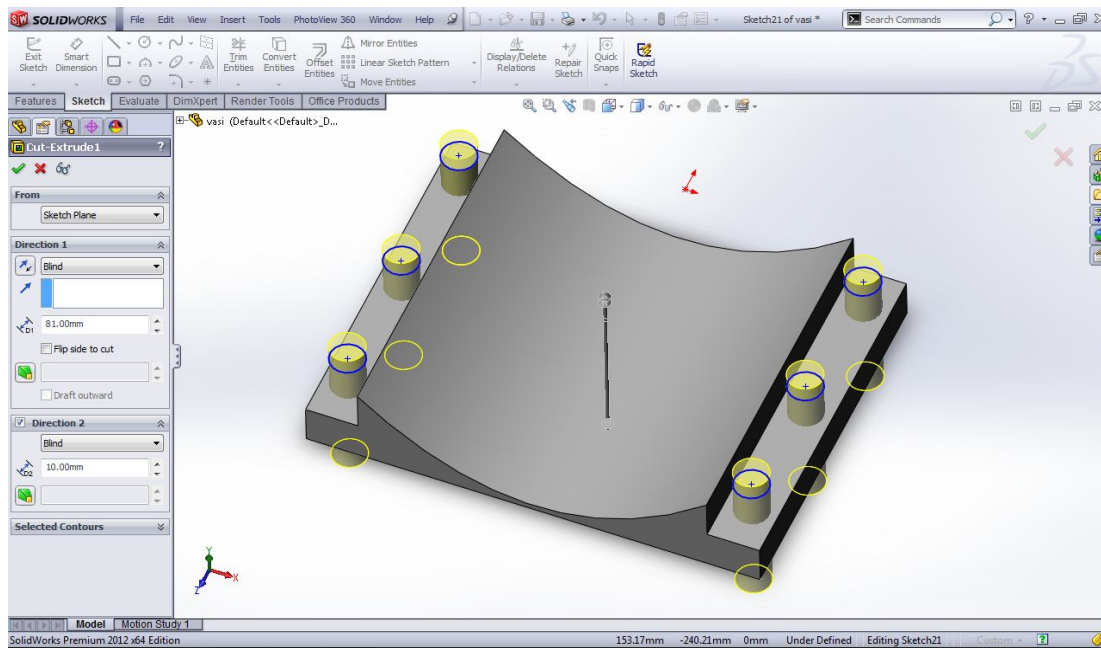 SW SOLIDWORKS File Edit View Insert Tools PhotoView 360 Window Help Sketch21 of vasi * Search Commands
Exit Sketch Smart Dimension Trim Entities Convert Entities Offset Entities Mirror Entities Linear Sketch Pattern Move Entities Display/Delete Relations Repair Sketch Quick Snaps Rapid Sketch
Features Sketch Evaluate DimXpert Render Tools Office Products
vasi (Default<<Default>_D...
Cut-Extrude1 ?
From
Sketch Plane
Direction 1
Blind
D1 81.00mm
Flip side to cut
Draft outward
Direction 2
Blind
D2 10.00mm
Selected Contours
Y
X
Z
Model Motion Study 1
SolidWorks Premium 2012 x64 Edition 153.17mm -240.21mm 0mm Under Defined Editing Sketch21 Custom ?